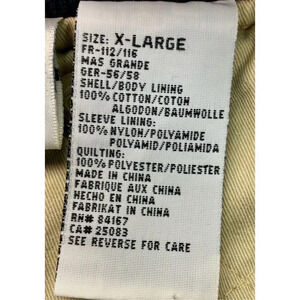 SIZE: X-LARGE
FR-112/116
MAS GRANDE
GER-56/58
SHELL/BODY LINING
100% COTTON/COTON
ALGODON/BAUMWOLLE
SLEEVE LINING:
100% NYLON/POLYAMIDE
POLYAMID/POLIAMIDA
QUILTING:
100% POLYESTER/POLIESTER
MADE IN CHINA
FABRIQUE AUX CHINA
HECHO EN CHINA
FABRIKAT IN CHINA
RN# 84167
CA# 25083
SEE REVERSE FOR CARE